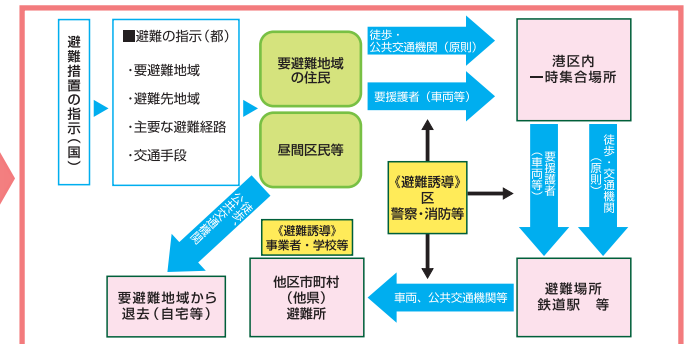 避難措置の指示（国）
■避難の指示（都）
・要避難地域
・避難先地域
・主要な避難経路
・交通手段
要避難地域
の住民
昼間区民等
徒歩・
公共交通機関（原則）
要援護者（車両等）
港区内
一時集合場所
《避難誘導》
区
警察・消防等
要援護者
（車両等）
徒歩・交通機関
（原則）
徒歩・
公共交通機関
《避難誘導》
事業者・学校等
要避難地域から
退去（自宅等）
他区市町村
（他県）
避難所
車両、公共交通機関等
避難場所
鉄道駅　等